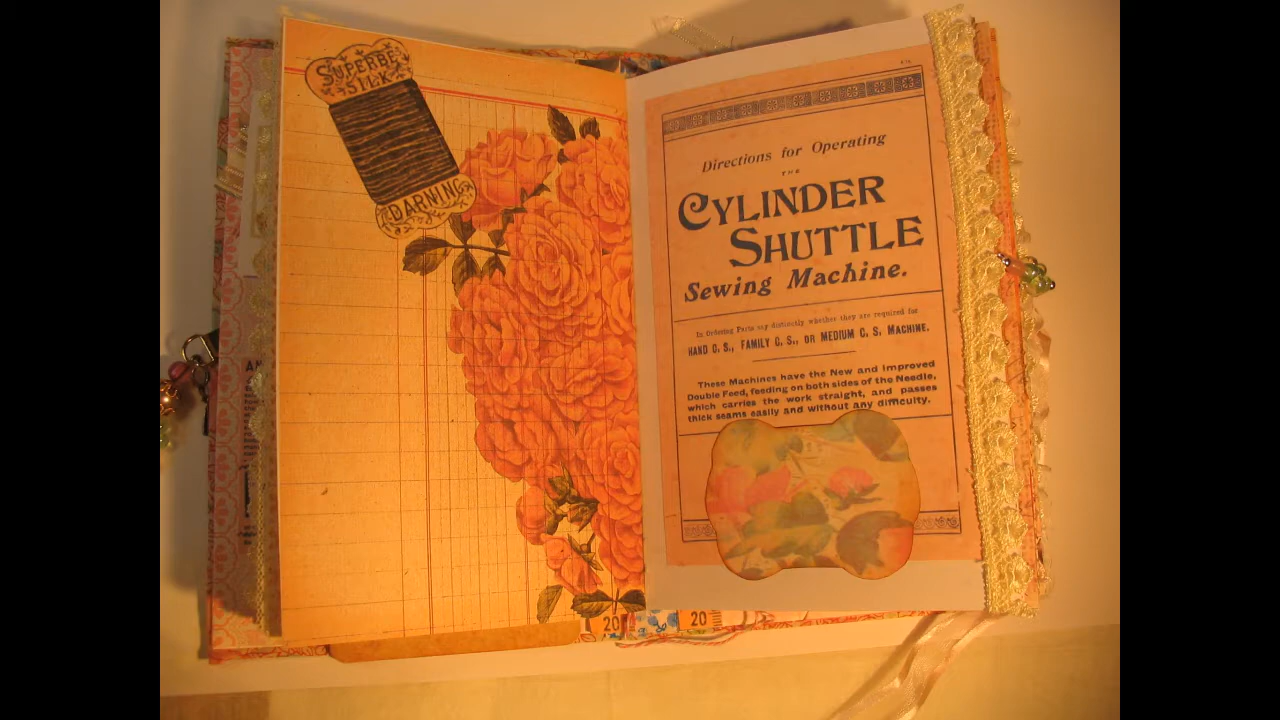 SUPERBE
SILK
DARNING
Directions for Operating
THE
CYLINDER
SHUTTLE
Sewing Machine.
In Ordering Parts say distinctly whether they are required for
HAND C. S., FAMILY C. S., OR MEDIUM C. S. MACHINE.
These Machines have the New and Improved
Double Feed, feeding on both sides of the Needle,
which carries the work straight, and passes
thick seams easily and without any difficulty.
20
20